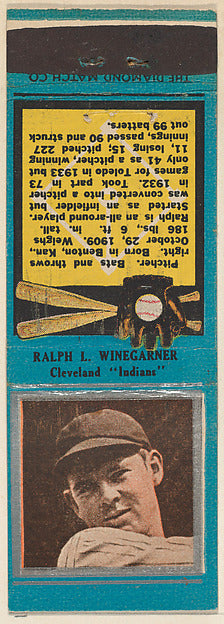 THE DIAMOND MATCH CO.
Pitcher. Bats and throws
right. Born in Benton, Kan.,
October 29, 1909. Weighs
186 lbs., 6 ft. in. tall.
Ralph is an all-around player.
Started as an infielder but
was converted into a pitcher
in 1932. Took part in 73
games for Toledo in 1933 but
only 41 as a pitcher, winning
11, losing 15; pitched 227
innings, passed 90 and struck
out 99 batters.
RALPH L. WINEGARNER
Cleveland "Indians"